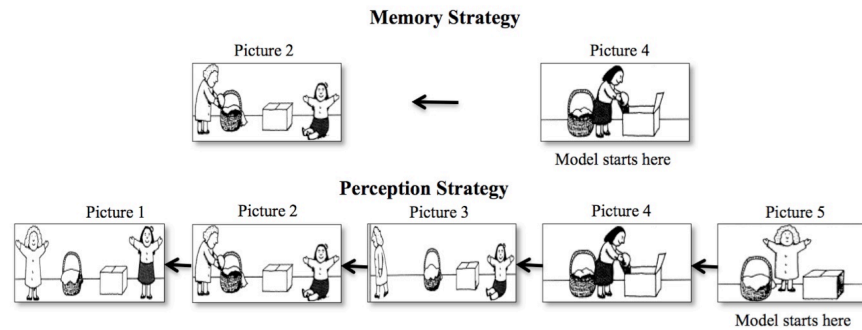 Memory Strategy
Picture 2 Picture 4
Model starts here
Perception Strategy
Picture 1 Picture 2 Picture 3 Picture 4 Picture 5
Model starts here